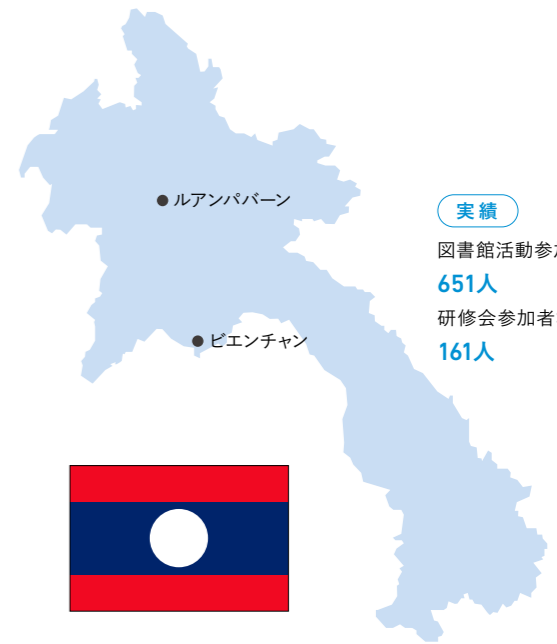 ルアンパバーン
ビエンチャン
実績
図書館活動参
651人
研修会参加者
161人